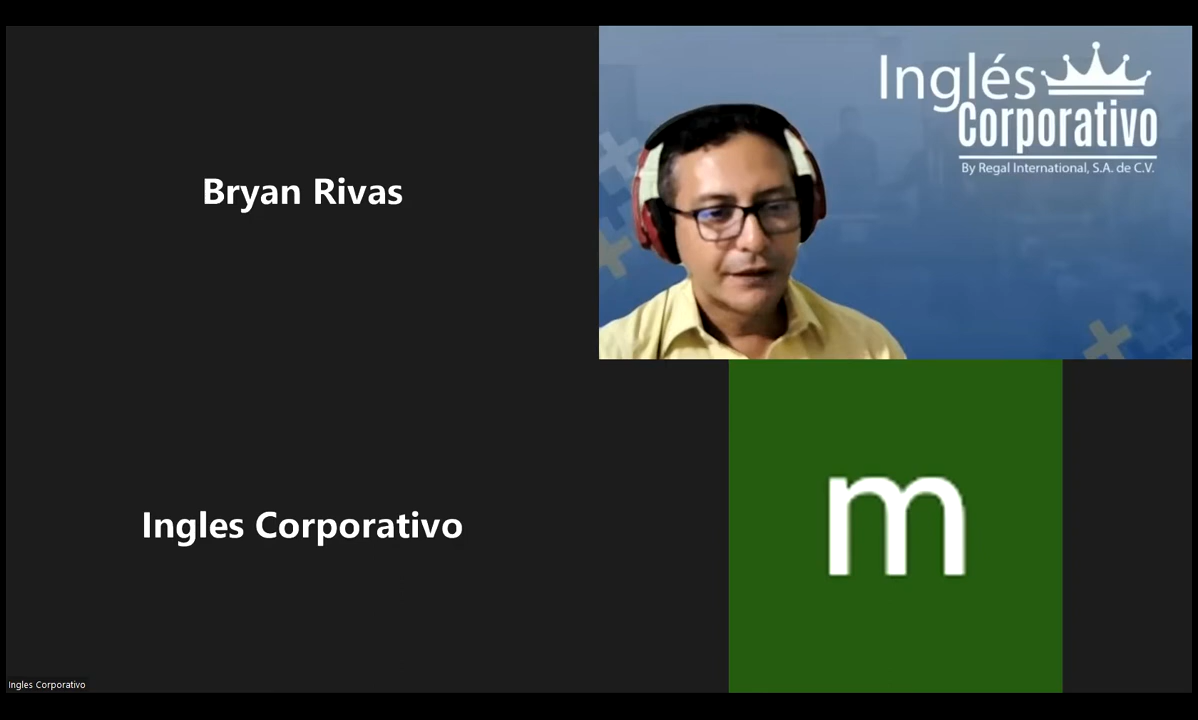 Bryan Rivas
Inglés
Corporativo
By Regal International, S.A. de C.V.
Ingles Corporativo
m
Ingles Corporativo